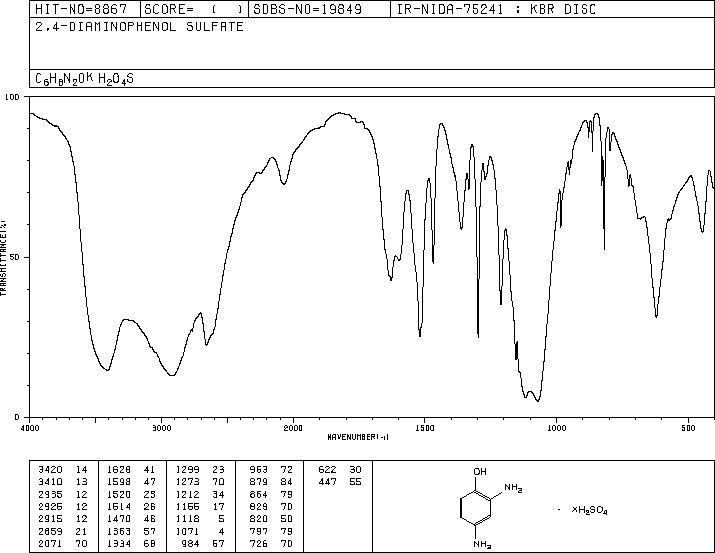 HIT-NO=8867 SCORE= ( ) SDBS-NO=19849 IR-NIDA-75241 : KBR DISC
2,4-DIAMINOPHENOL SULFATE
C₆H₈N₂OK H₂O₄S
100
50
0
TRANSMITTANCE(%)
4000 3000 2000 1500 1000 500
WAVENUMBER(-1)
3420 14 1628 41 1299 23 953 72 622 30
3410 13 1598 47 1273 70 879 84 447 55
2935 12 1520 25 1212 34 864 79
2925 12 1514 26 1155 17 829 70
2915 12 1470 46 1118 5 820 50
2659 21 1363 57 1071 4 797 79
2071 70 1334 68 984 57 726 70
OH
NH₂
· xH₂SO₄
NH₂